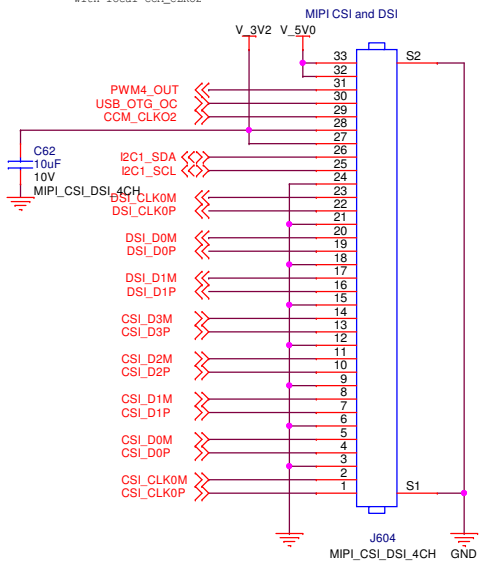 MIPI CSI and DSI
V_3V2 V_5V0
33 S2
32
PWM4_OUT 31
USB_OTG_OC 30
CCM_CLKO2 29
28
27
I2C1_SDA 26
I2C1_SCL 25
24
C62
10uF
10V
MIPI_CSI_DSI_4CH
DSI_CLK0M 23
DSI_CLK0P 22
21
DSI_D0M 20
DSI_D0P 19
18
DSI_D1M 17
DSI_D1P 16
15
CSI_D3M 14
CSI_D3P 13
12
CSI_D2M 11
CSI_D2P 10
9
CSI_D1M 8
CSI_D1P 7
6
CSI_D0M 5
CSI_D0P 4
3
CSI_CLK0M 2
CSI_CLK0P 1 S1
J604
MIPI_CSI_DSI_4CH GND